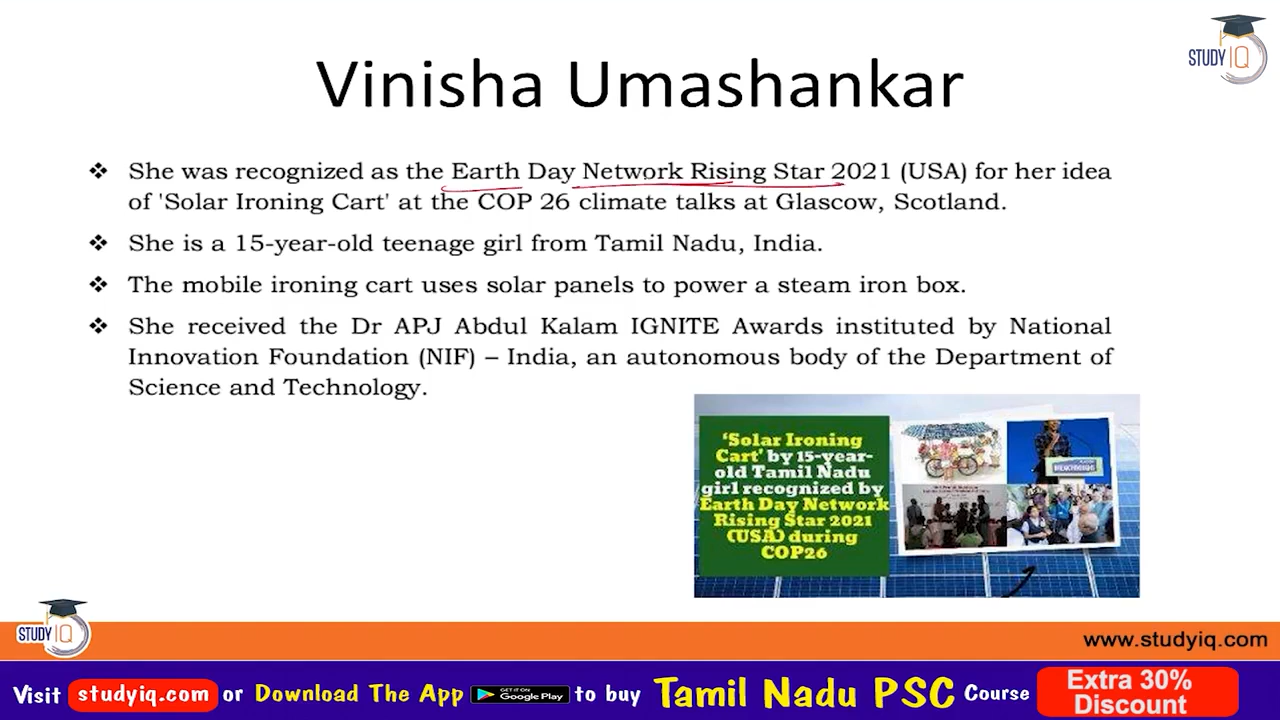 STUDY IQ
Vinisha Umashankar
❖ She was recognized as the Earth Day Network Rising Star 2021 (USA) for her idea
of 'Solar Ironing Cart' at the COP 26 climate talks at Glascow, Scotland.
❖ She is a 15-year-old teenage girl from Tamil Nadu, India.
❖ The mobile ironing cart uses solar panels to power a steam iron box.
❖ She received the Dr APJ Abdul Kalam IGNITE Awards instituted by National
Innovation Foundation (NIF) – India, an autonomous body of the Department of
Science and Technology.
‘Solar Ironing
Cart' by 15-year-
old Tamil Nadu
girl recognized by
Earth Day Network
Rising Star 2021
(USA) during
COP26
STUDY IQ
www.studyiq.com
Visit studyiq.com or Download The App GET IT ON Google Play to buy Tamil Nadu PSC Course Extra 30%
Discount